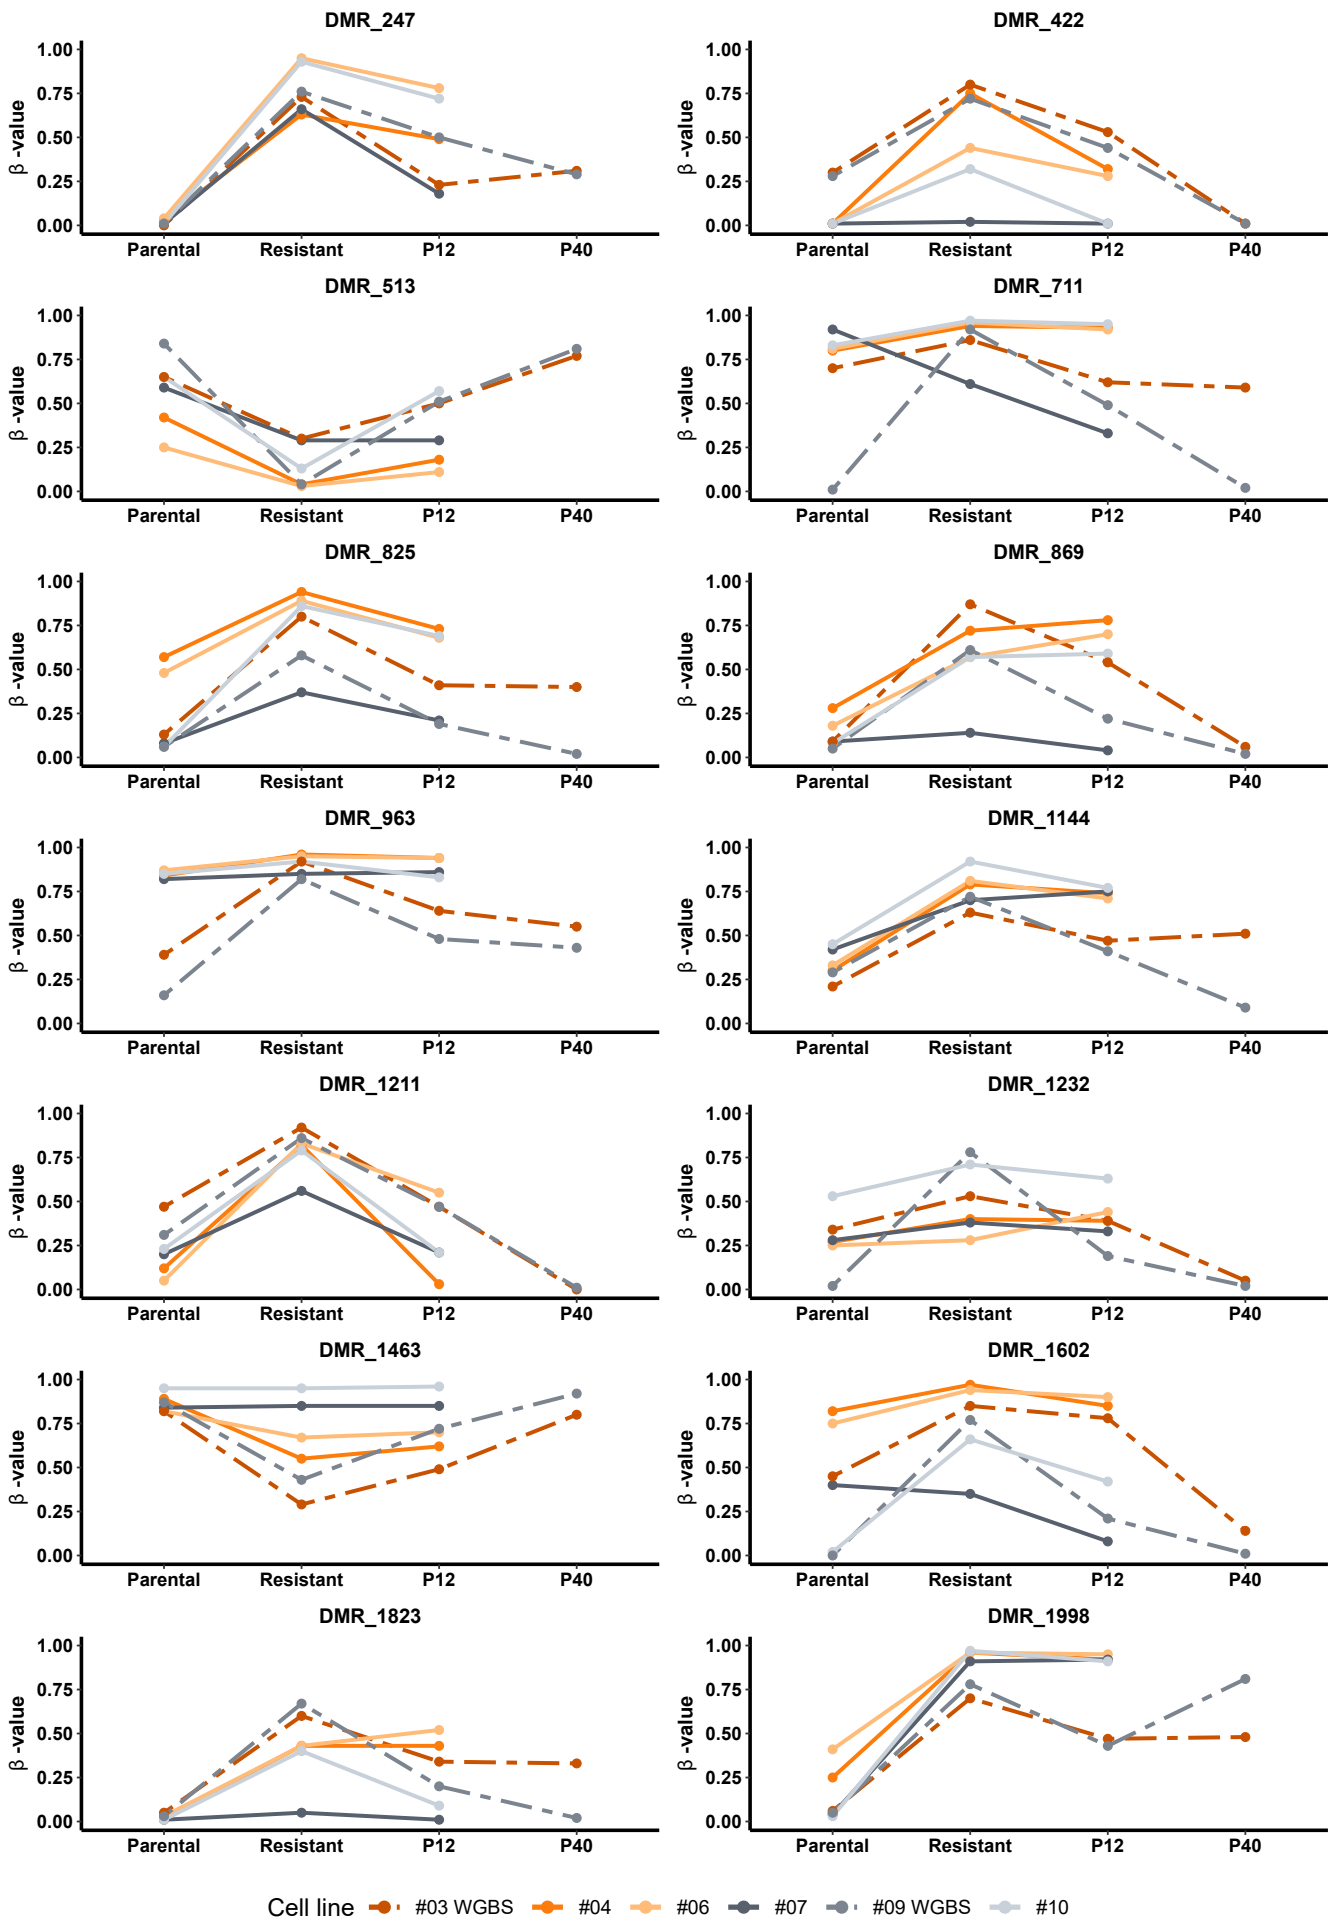 DMR_247 DMR_422
1.00 1.00
0.75 0.75
0.50 0.50
0.25 0.25
0.00 0.00
β -value β -value
Parental Resistant P12 P40 Parental Resistant P12 P40
DMR_513 DMR_711
1.00 1.00
0.75 0.75
0.50 0.50
0.25 0.25
0.00 0.00
β -value β -value
Parental Resistant P12 P40 Parental Resistant P12 P40
DMR_825 DMR_869
1.00 1.00
0.75 0.75
0.50 0.50
0.25 0.25
0.00 0.00
β -value β -value
Parental Resistant P12 P40 Parental Resistant P12 P40
DMR_963 DMR_1144
1.00 1.00
0.75 0.75
0.50 0.50
0.25 0.25
0.00 0.00
β -value β -value
Parental Resistant P12 P40 Parental Resistant P12 P40
DMR_1211 DMR_1232
1.00 1.00
0.75 0.75
0.50 0.50
0.25 0.25
0.00 0.00
β -value β -value
Parental Resistant P12 P40 Parental Resistant P12 P40
DMR_1463 DMR_1602
1.00 1.00
0.75 0.75
0.50 0.50
0.25 0.25
0.00 0.00
β -value β -value
Parental Resistant P12 P40 Parental Resistant P12 P40
DMR_1823 DMR_1998
1.00 1.00
0.75 0.75
0.50 0.50
0.25 0.25
0.00 0.00
β -value β -value
Parental Resistant P12 P40 Parental Resistant P12 P40
Cell line #03 WGBS #04 #06 #07 #09 WGBS #10